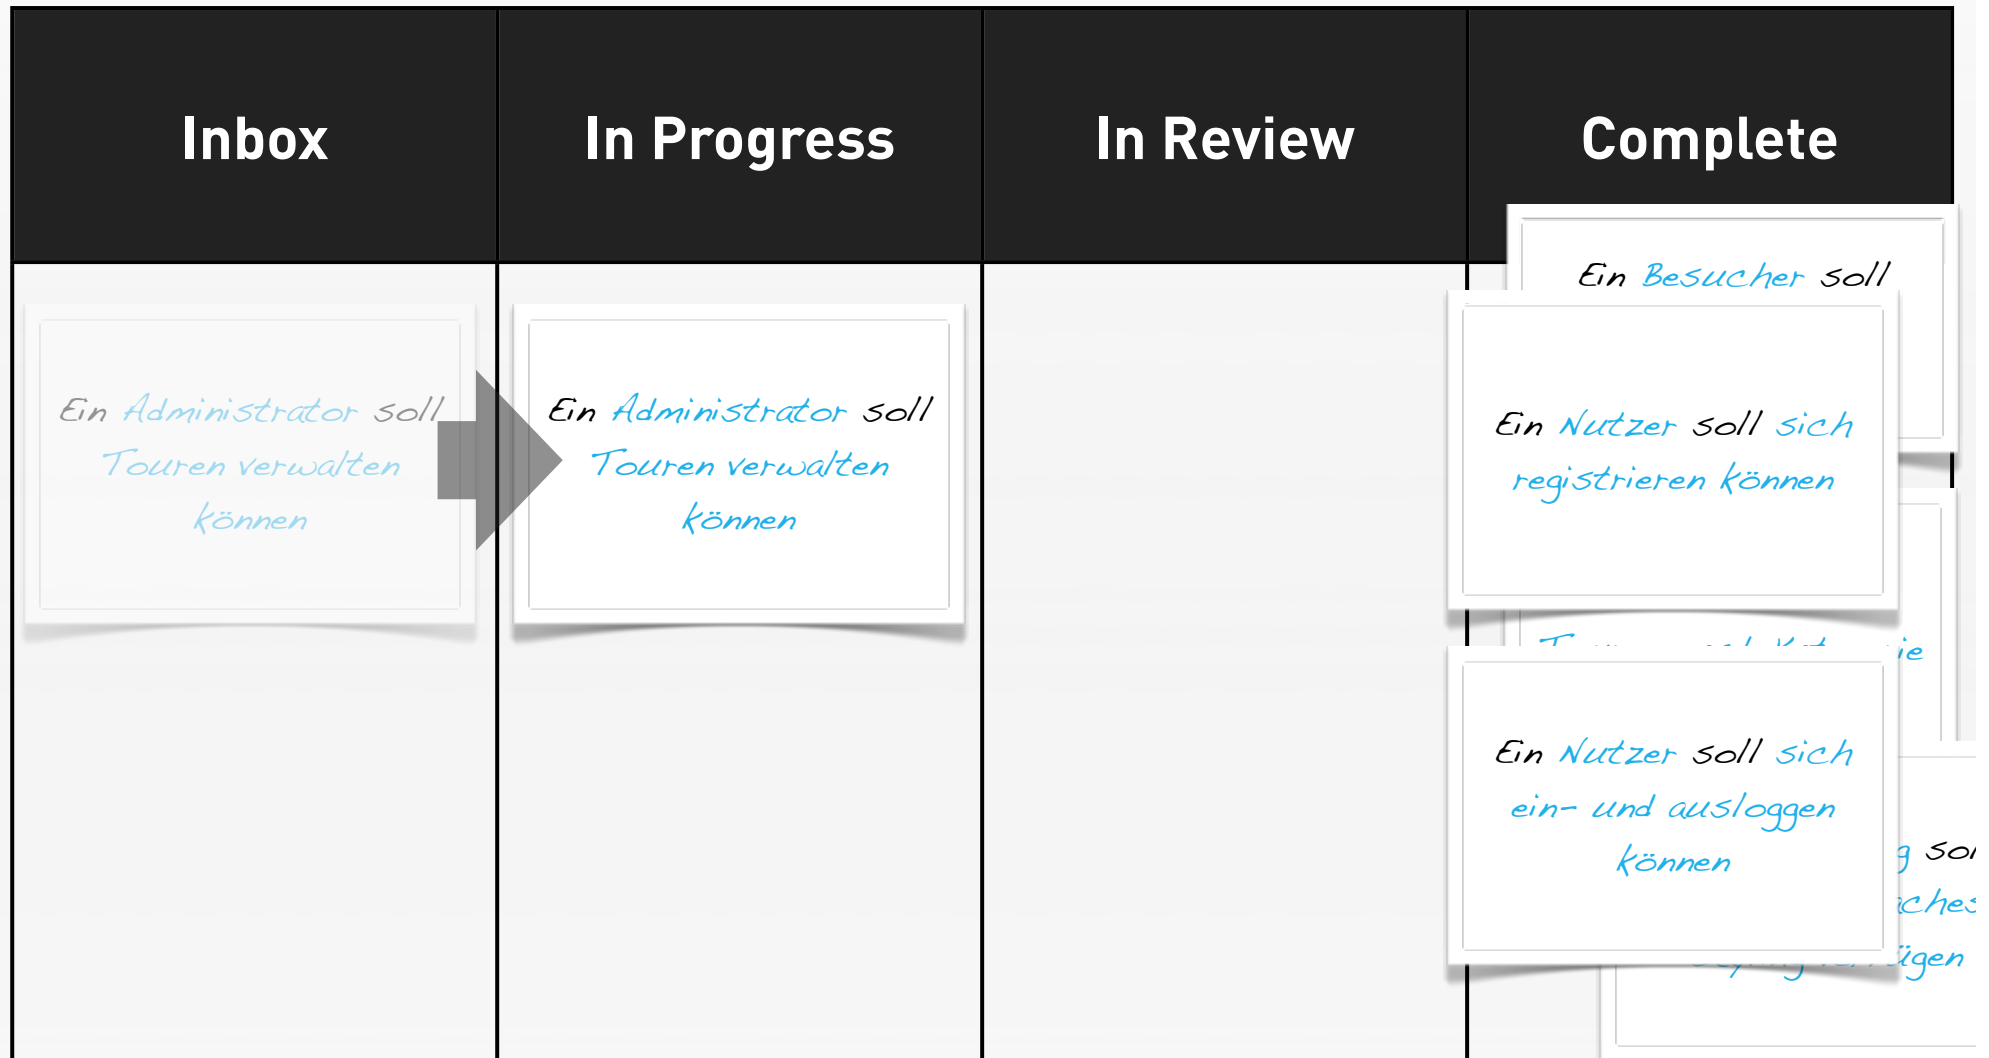 Inbox
In Progress
In Review
Complete
Ein Administrator soll
Touren verwalten
können
Ein Administrator soll
Touren verwalten
können
Ein Besucher soll
Ein Nutzer soll sich
registrieren können
Ein Nutzer soll sich
ein- und ausloggen
können